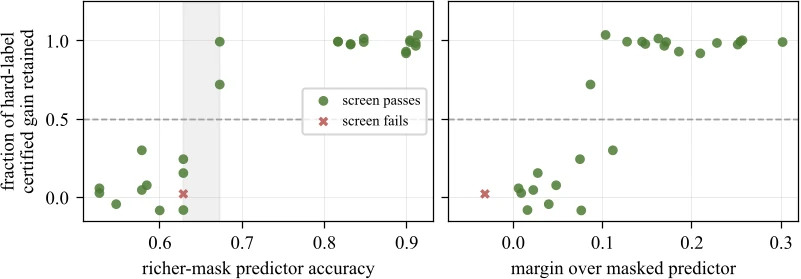 fraction of hard-label
certified gain retained
1.0
0.5
0.0
screen passes
screen fails
0.6 0.7 0.8 0.9
richer-mask predictor accuracy
0.0 0.1 0.2 0.3
margin over masked predictor